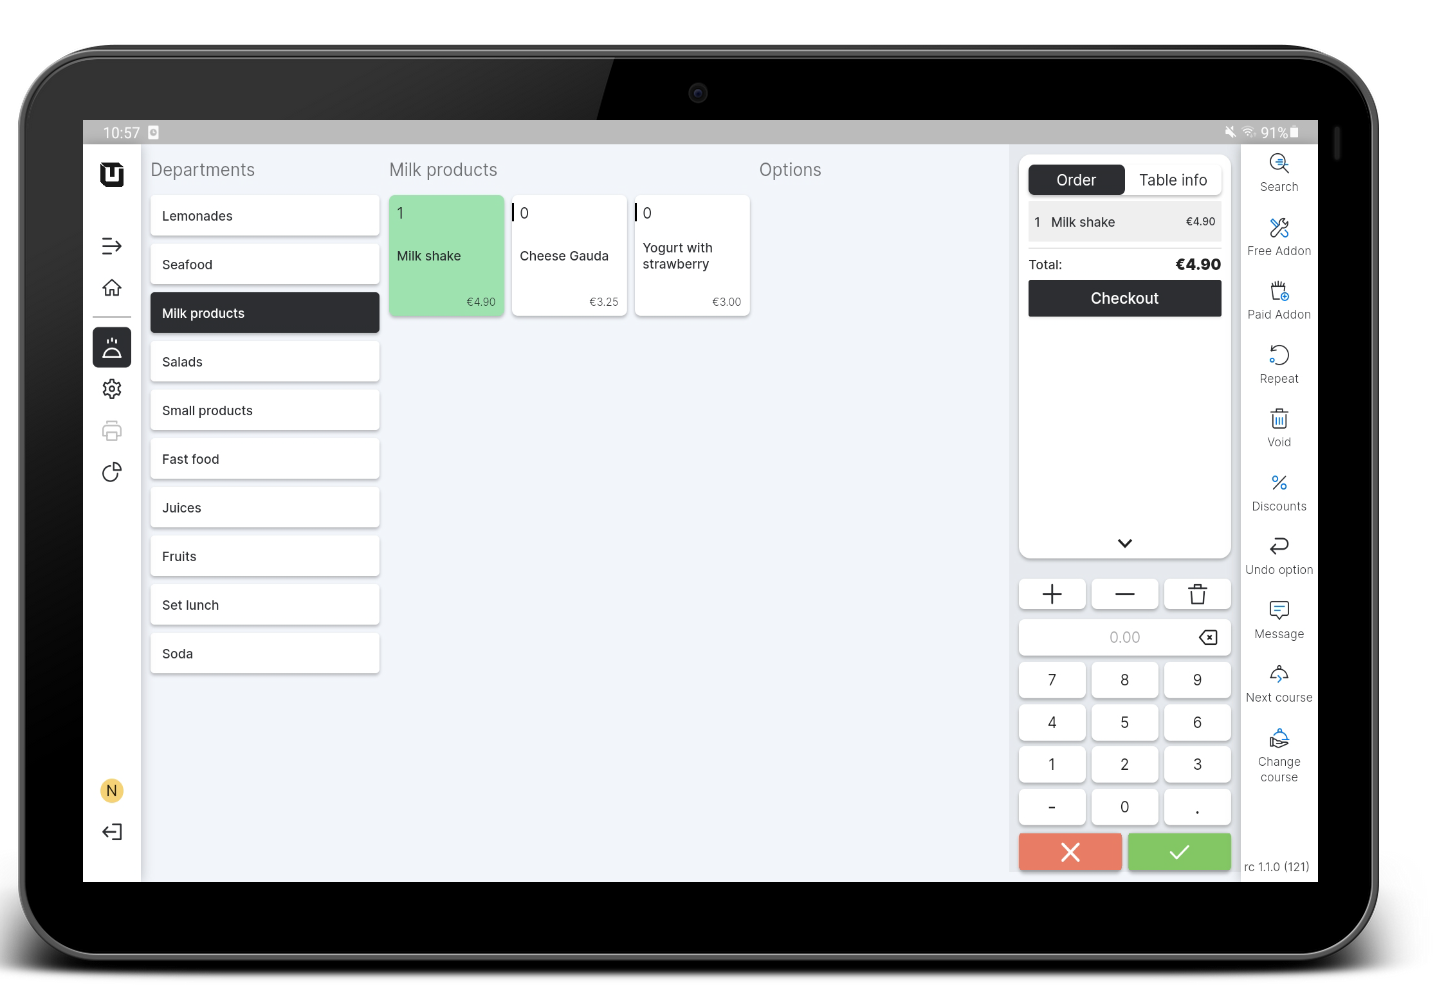 10:57
91%
Departments
Lemonades
Seafood
Milk products
Salads
Small products
Fast food
Juices
Fruits
Set lunch
Soda
N
Milk products
1
Milk shake
€4.90
0
Cheese Gauda
€3.25
0
Yogurt with
strawberry
€3.00
Options
Order
Table info
1 Milk shake €4.90
Total: €4.90
Checkout
0.00
7 8 9
4 5 6
1 2 3
- 0 .
Search
Free Addon
Paid Addon
Repeat
Void
Discounts
Undo option
Message
Next course
Change
course
rc 1.1.0 (121)